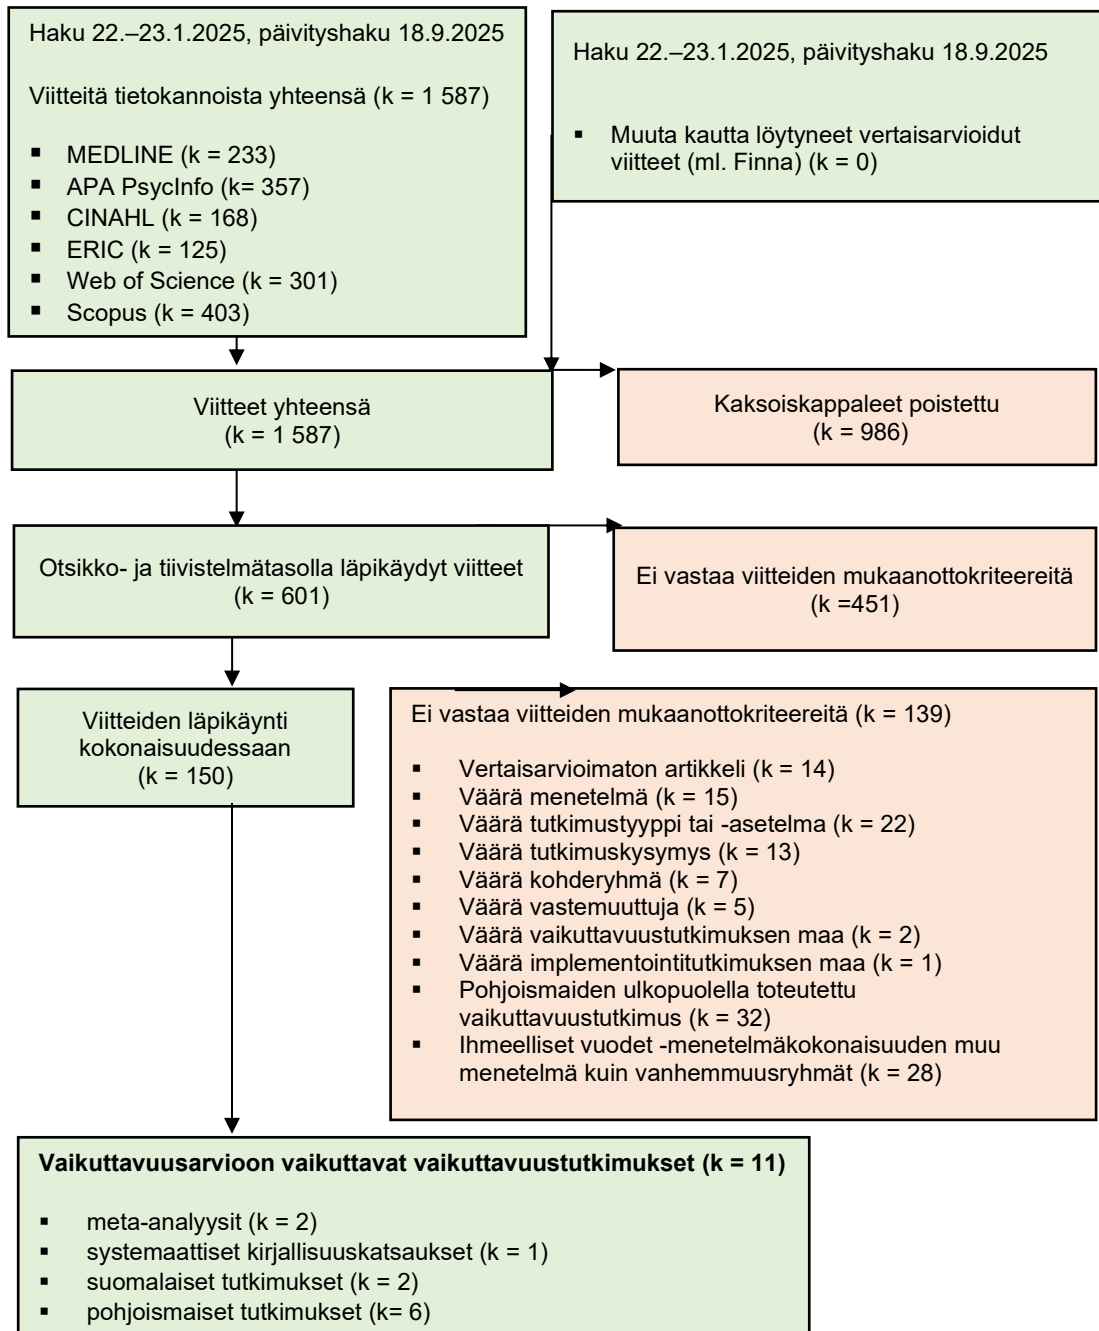 Haku 22.–23.1.2025, päivityshaku 18.9.2025
Viitteitä tietokannoista yhteensä (k = 1 587)
▪ MEDLINE (k = 233)
▪ APA PsycInfo (k= 357)
▪ CINAHL (k = 168)
▪ ERIC (k = 125)
▪ Web of Science (k = 301)
▪ Scopus (k = 403)
Haku 22.–23.1.2025, päivityshaku 18.9.2025
▪ Muuta kautta löytyneet vertaisarvioidut
viitteet (ml. Finna) (k = 0)
Viitteet yhteensä
(k = 1 587)
Kaksoiskappaleet poistettu
(k = 986)
Otsikko- ja tiivistelmätasolla läpikäydyt viitteet
(k = 601)
Ei vastaa viitteiden mukaanottokriteereitä
(k =451)
Viitteiden läpikäynti
kokonaisuudessaan
(k = 150)
Ei vastaa viitteiden mukaanottokriteereitä (k = 139)
▪ Vertaisarvioimaton artikkeli (k = 14)
▪ Väärä menetelmä (k = 15)
▪ Väärä tutkimustyyppi tai -asetelma (k = 22)
▪ Väärä tutkimuskysymys (k = 13)
▪ Väärä kohderyhmä (k = 7)
▪ Väärä vastemuuttuja (k = 5)
▪ Väärä vaikuttavuustutkimuksen maa (k = 2)
▪ Väärä implementointitutkimuksen maa (k = 1)
▪ Pohjoismaiden ulkopuolella toteutettu
vaikuttavuustutkimus (k = 32)
▪ Ihmeelliset vuodet -menetelmäkokonaisuuden muu
menetelmä kuin vanhemmuusryhmät (k = 28)
Vaikuttavuusarvioon vaikuttavat vaikuttavuustutkimukset (k = 11)
▪ meta-analyysit (k = 2)
▪ systemaattiset kirjallisuuskatsaukset (k = 1)
▪ suomalaiset tutkimukset (k = 2)
▪ pohjoismaiset tutkimukset (k= 6)